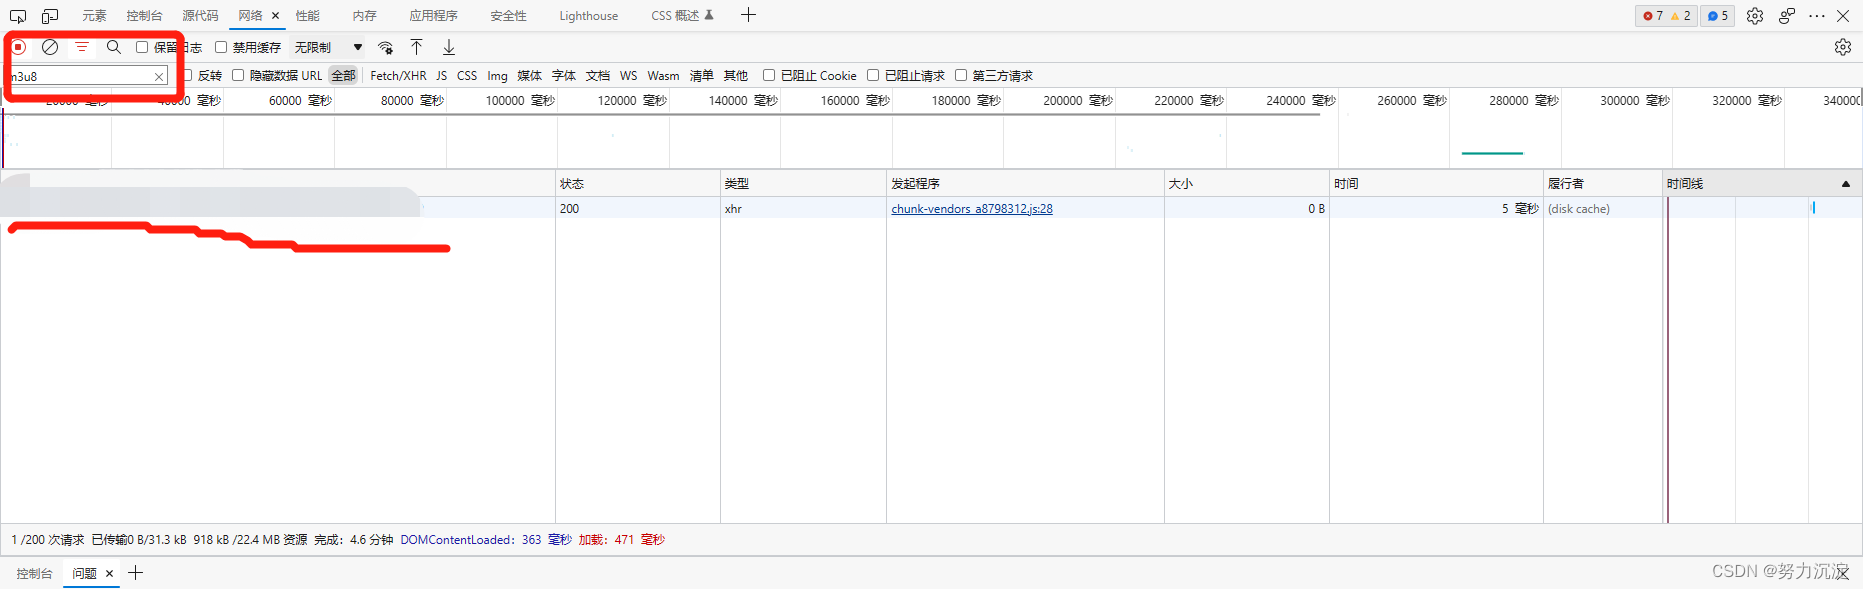 元素 控制台 源代码 网络 性能 内存 应用程序 安全性 Lighthouse CSS 概述 7 2 5
保留日志 禁用缓存 无限制
m3u8 反转 隐藏数据 URL 全部 Fetch/XHR JS CSS Img 媒体 字体 文档 WS Wasm 清单 其他 已阻止 Cookie 已阻止请求 第三方请求
20000 毫秒 40000 毫秒 60000 毫秒 80000 毫秒 100000 毫秒 120000 毫秒 140000 毫秒 160000 毫秒 180000 毫秒 200000 毫秒 220000 毫秒 240000 毫秒 260000 毫秒 280000 毫秒 300000 毫秒 320000 毫秒 34000
状态 类型 发起程序 大小 时间 履行者 时间线
200 xhr chunk-vendors_a8798312.js:28 0 B 5 毫秒 (disk cache)
1 /200 次请求 已传输0 B/31.3 kB 918 kB /22.4 MB 资源 完成：4.6 分钟 DOMContentLoaded：363 毫秒 加载：471 毫秒
控制台 问题
CSDN @努力沉淀